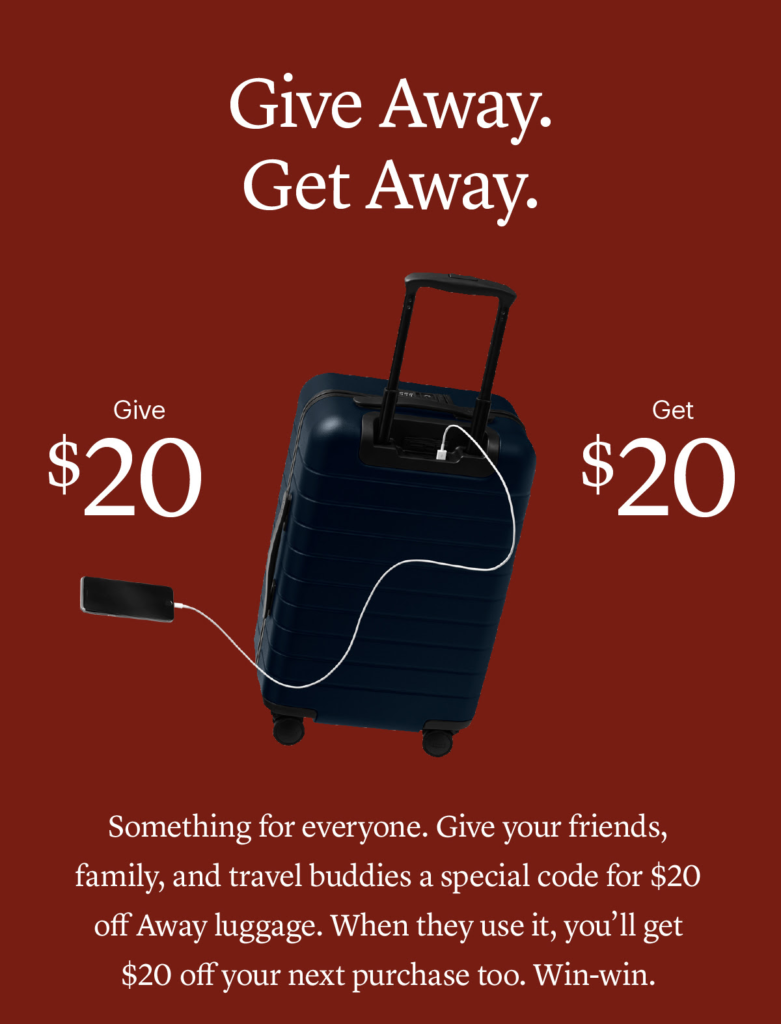 Give Away.
Get Away.
Give
$20
Get
$20
Something for everyone. Give your friends,
family, and travel buddies a special code for $20
off Away luggage. When they use it, you’ll get
$20 off your next purchase too. Win-win.